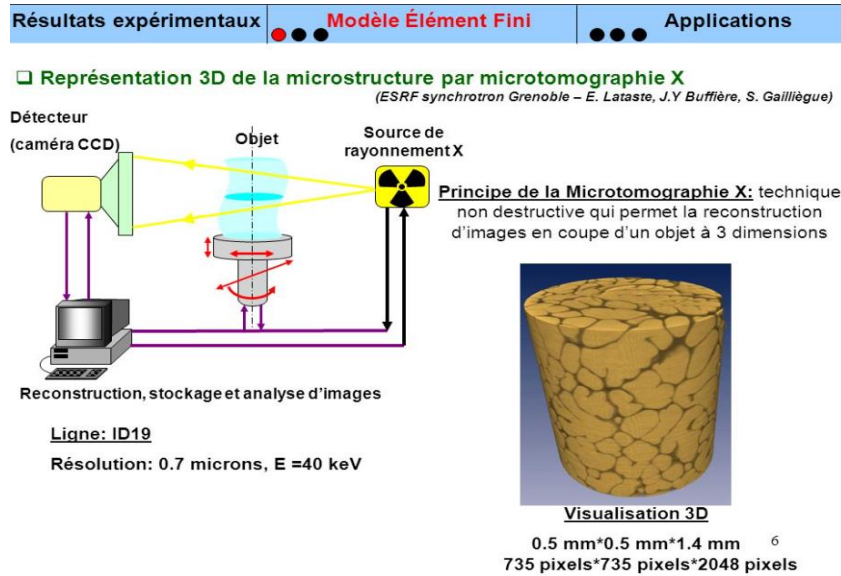 Résultats expérimentaux
Modèle Élément Fini
Applications
❑ Représentation 3D de la microstructure par microtomographie X
(ESRF synchrotron Grenoble – E. Lataste, J.Y Buffière, S. Gailliègue)
Détecteur
(caméra CCD)
Objet
Source de
rayonnement X
Principe de la Microtomographie X: technique
non destructive qui permet la reconstruction
d'images en coupe d'un objet à 3 dimensions
Reconstruction, stockage et analyse d'images
Ligne: ID19
Résolution: 0.7 microns, E =40 keV
Visualisation 3D
0.5 mm*0.5 mm*1.4 mm
735 pixels*735 pixels*2048 pixels
6